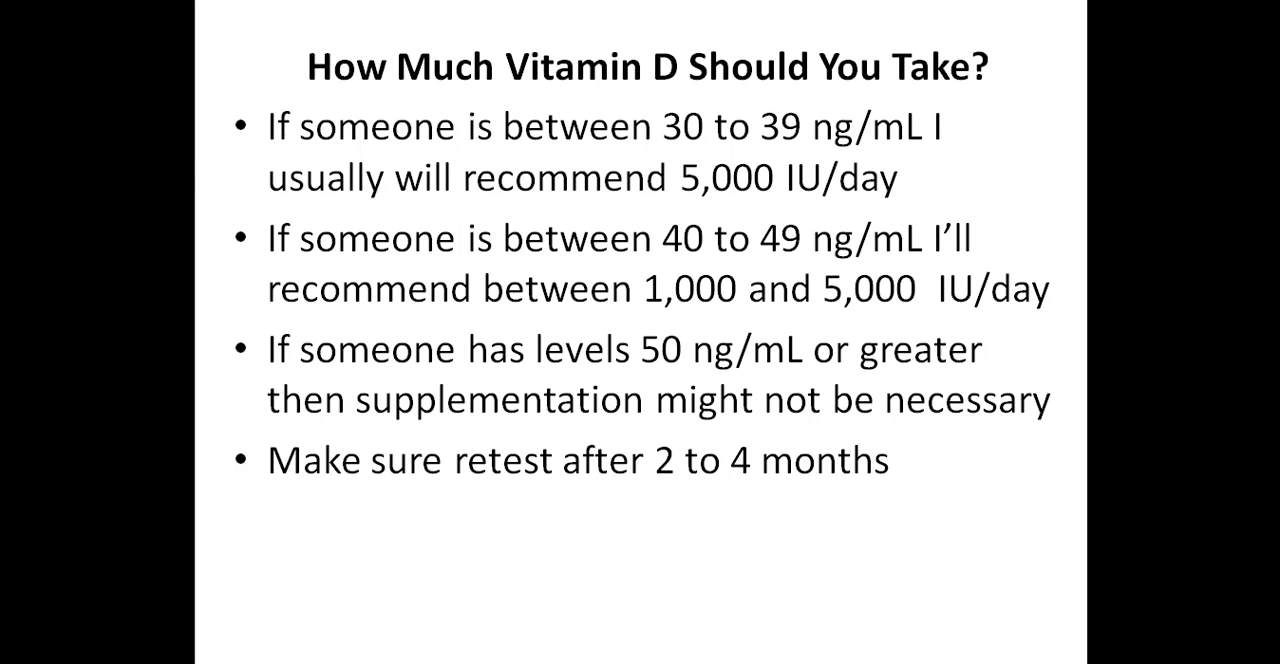 How Much Vitamin D Should You Take?
• If someone is between 30 to 39 ng/mL I
usually will recommend 5,000 IU/day
• If someone is between 40 to 49 ng/mL I’ll
recommend between 1,000 and 5,000  IU/day
• If someone has levels 50 ng/mL or greater
then supplementation might not be necessary
• Make sure retest after 2 to 4 months